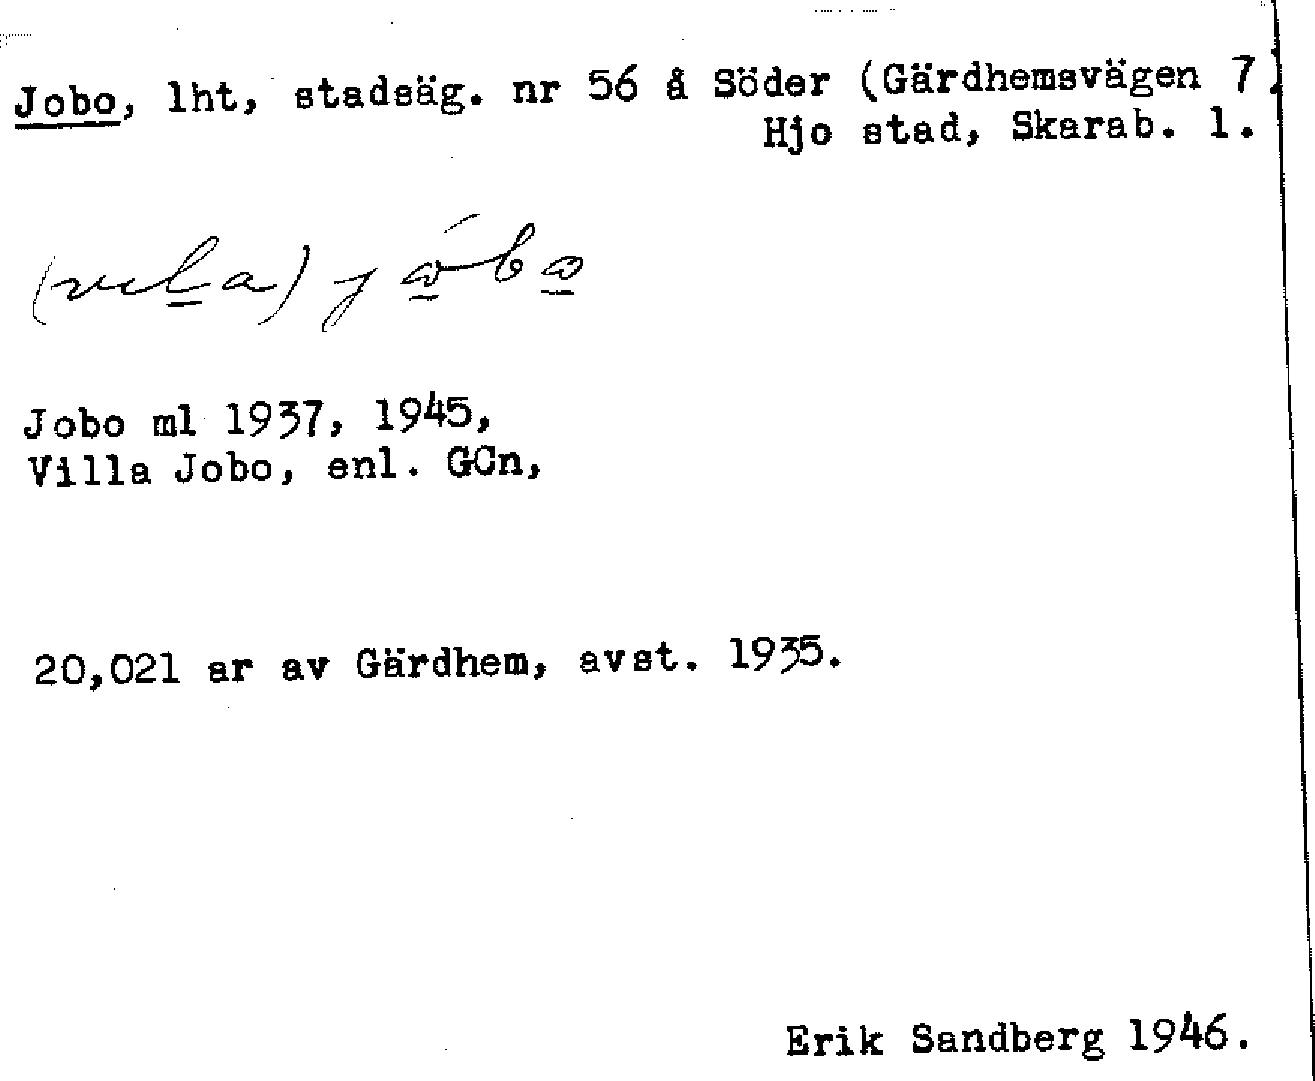 Jobo, lht, stadsäg. nr 56 å Söder (Gärdhemsvägen 7)
Hjo stad, Skarab. l.
Jobo ml 1937, 1945,
Villa Jobo, enl. GCn,
20,021 ar av Gärdhem, avst. 1935.
Erik Sandberg 1946.